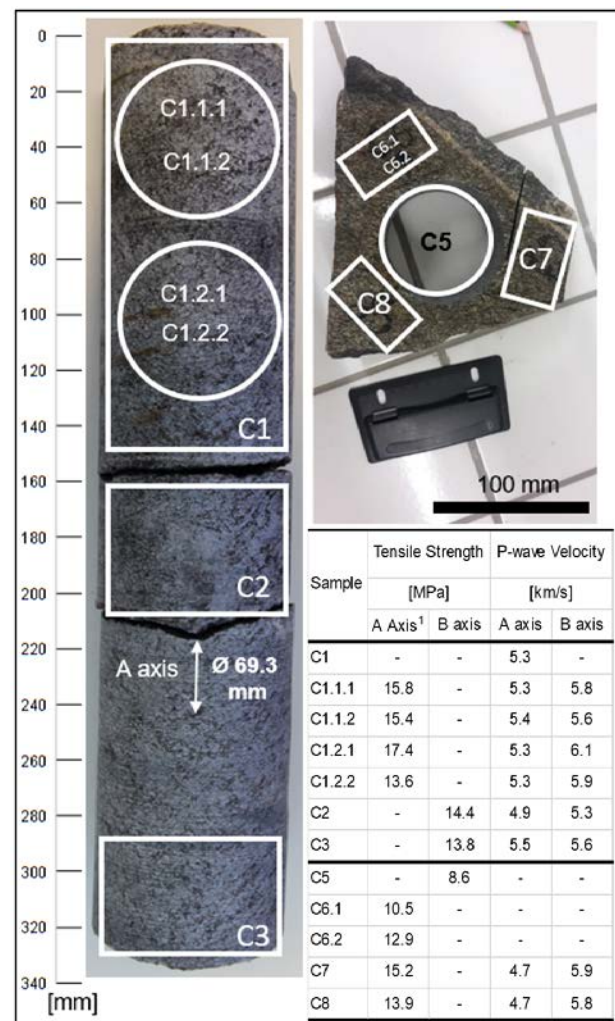 0
20
40
60
80
100
120
140
160
180
200
220
240
260
280
300
320
340
[mm]
C1.1.1
C1.1.2
C1.2.1
C1.2.2
C1
C2
A axis Ø 69.3
mm
C3
C6.1
C6.2
C5
C7
C8
100 mm
Sample Tensile Strength P-wave Velocity
[MPa] [km/s]
A Axis¹ B axis A axis B axis
C1 - - 5.3 -
C1.1.1 15.8 - 5.3 5.8
C1.1.2 15.4 - 5.4 5.6
C1.2.1 17.4 - 5.3 6.1
C1.2.2 13.6 - 5.3 5.9
C2 - 14.4 4.9 5.3
C3 - 13.8 5.5 5.6
C5 - 8.6 - -
C6.1 10.5 - - -
C6.2 12.9 - - -
C7 15.2 - 4.7 5.9
C8 13.9 - 4.7 5.8